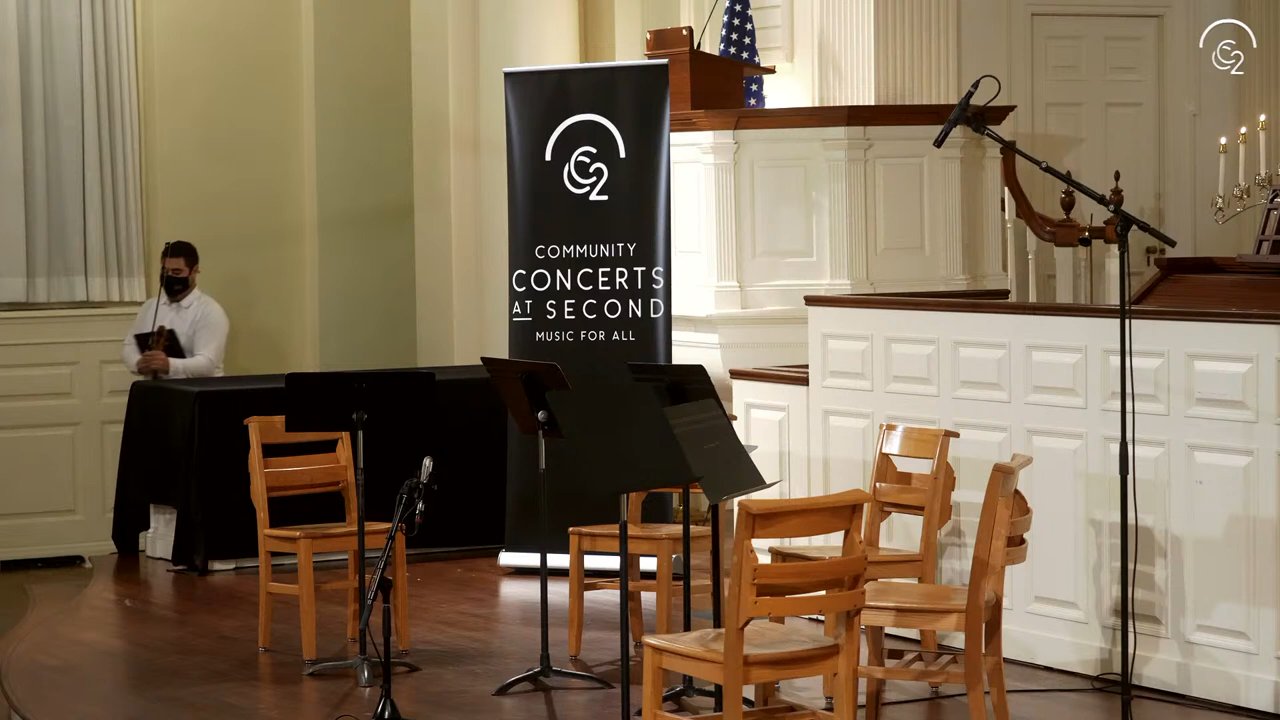 C2
COMMUNITY
CONCERTS
AT SECOND
MUSIC FOR ALL
C2